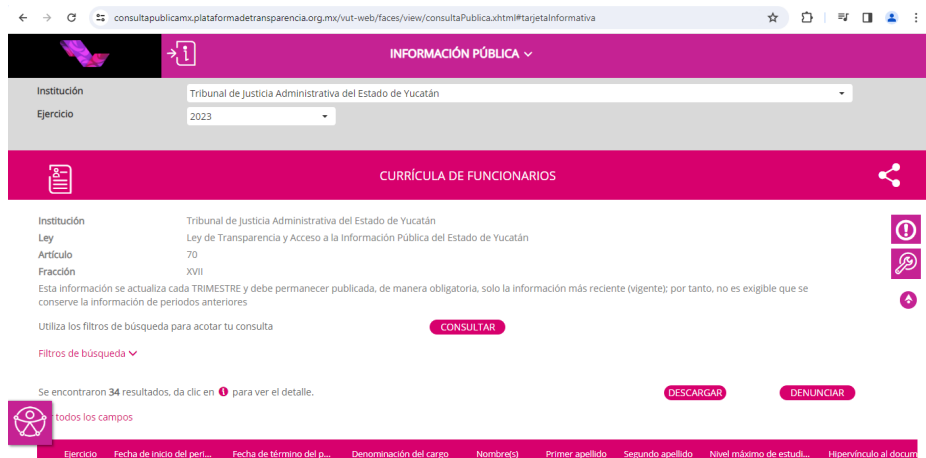 consultapublicamx.plataformadetransparencia.org.mx/vut-web/faces/view/consultaPublica.xhtml#tarjetaInformativa
INFORMACIÓN PÚBLICA
Institución Tribunal de Justicia Administrativa del Estado de Yucatán
Ejercicio 2023
CURRÍCULA DE FUNCIONARIOS
Institución Tribunal de Justicia Administrativa del Estado de Yucatán
Ley Ley de Transparencia y Acceso a la Información Pública del Estado de Yucatán
Artículo 70
Fracción XVII
Esta información se actualiza cada TRIMESTRE y debe permanecer publicada, de manera obligatoria, solo la información más reciente (vigente); por tanto, no es exigible que se
conserve la información de periodos anteriores
Utiliza los filtros de búsqueda para acotar tu consulta CONSULTAR
Filtros de búsqueda
Se encontraron 34 resultados, da clic en para ver el detalle. DESCARGAR DENUNCIAR
todos los campos
Ejercicio Fecha de inicio del peri... Fecha de término del p... Denominación del cargo Nombre(s) Primer apellido Segundo apellido Nivel máximo de estudi... Hipervínculo al docum